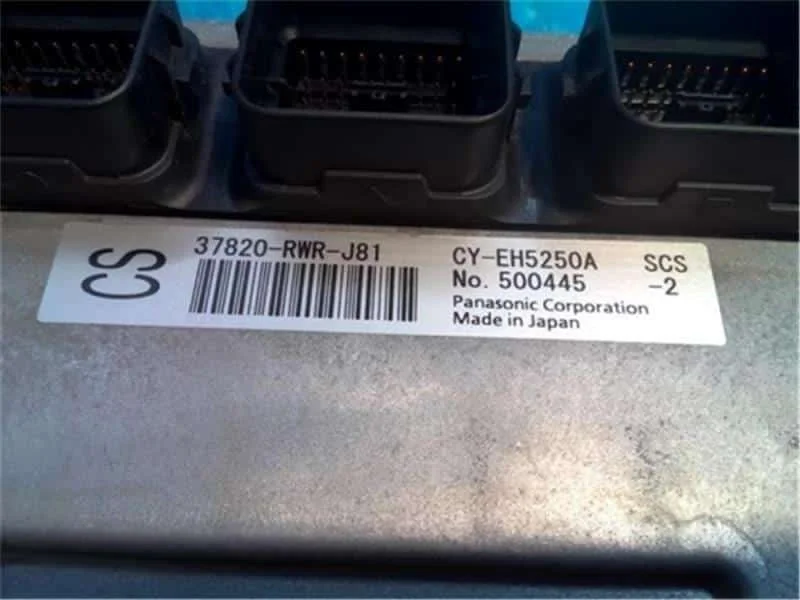 CS
37820-RWR-J81
CY-EH5250A
No. 500445
Panasonic Corporation
Made in Japan
SCS
-2